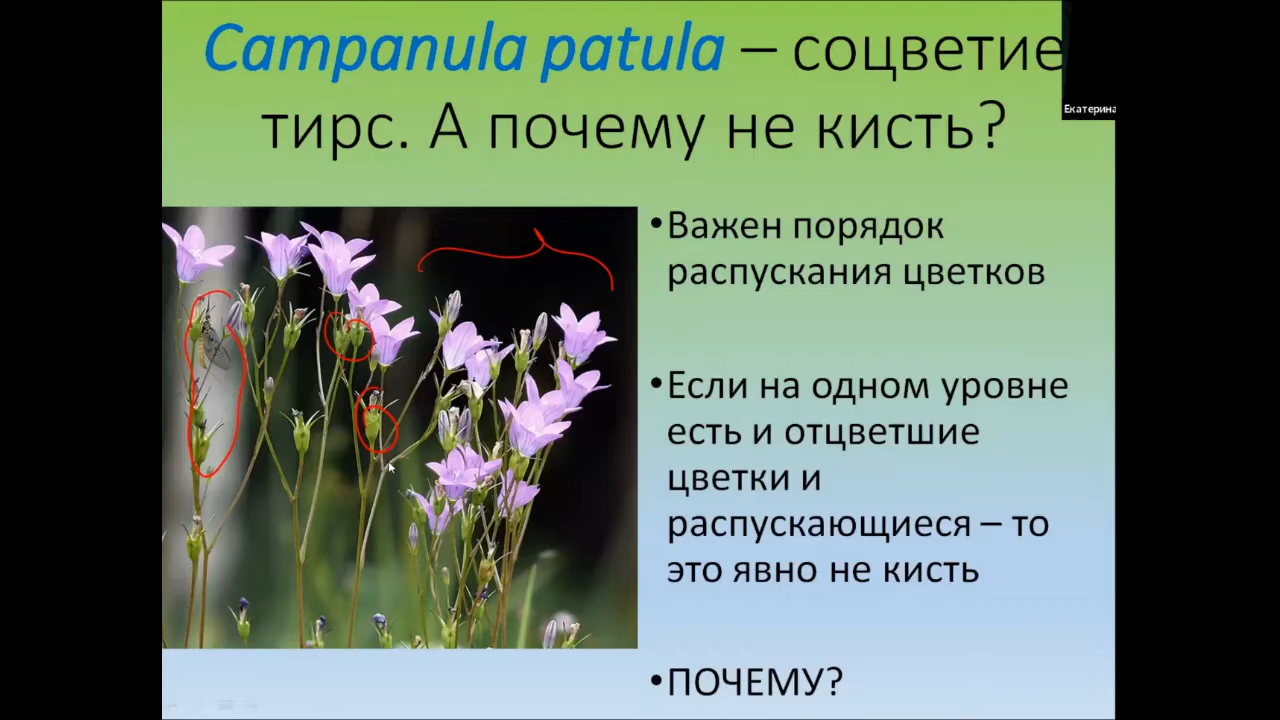 Campanula patula – соцветие
Екатерина
тирс. А почему не кисть?
•Важен порядок
распускания цветков
•Если на одном уровне
есть и отцветшие
цветки и
распускающиеся – то
это явно не кисть
•ПОЧЕМУ?